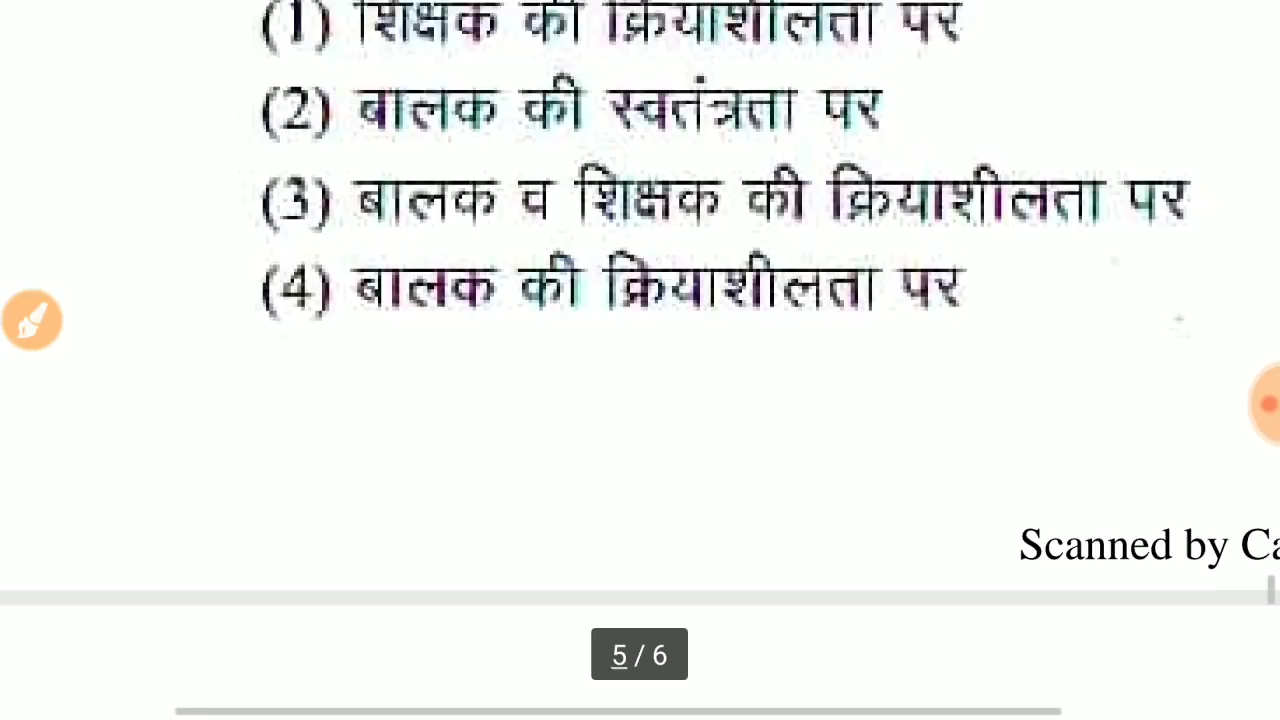 (1) शिक्षक की क्रियाशीलता पर
(2) बालक की स्वतंत्रता पर
(3) बालक व शिक्षक की क्रियाशीलता पर
(4) बालक की क्रियाशीलता पर
Scanned by Ca
5 / 6